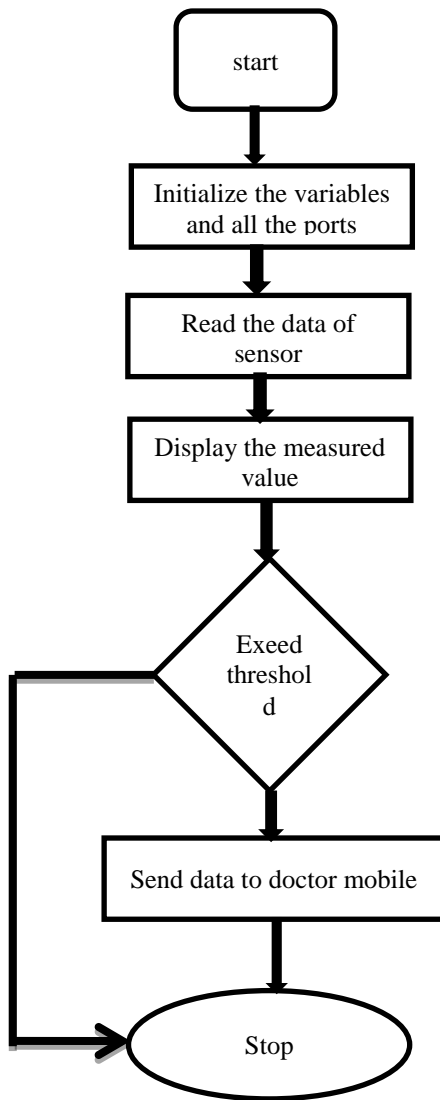 start
Initialize the variables
and all the ports
Read the data of
sensor
Display the measured
value
Exeed
threshol
d
Send data to doctor mobile
Stop